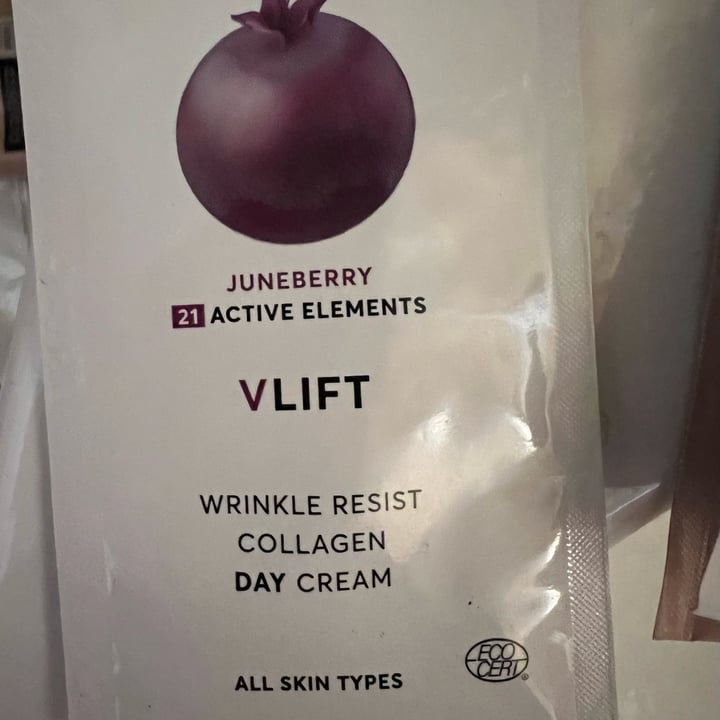 JUNEBERRY
21 ACTIVE ELEMENTS
VLIFT
WRINKLE RESIST
COLLAGEN
DAY CREAM
ECO
CERT
®
ALL SKIN TYPES